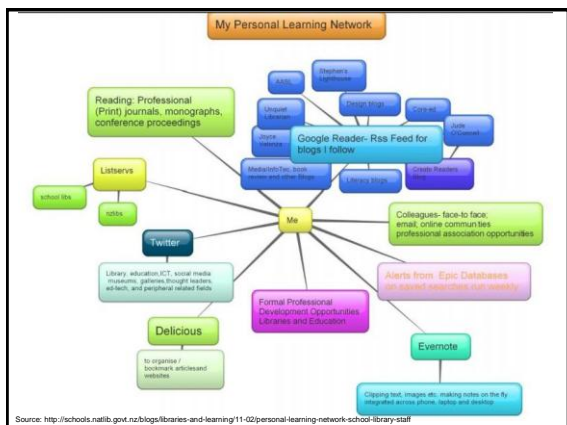 My Personal Learning Network
Stephen's
Lighthouse
AASL
Reading: Professional
(Print) journals, monographs,
conference proceedings
Design blogs
Core-ed
Unquiet
Librarian
Jude
O'Connell
Joyce
Valenza
Google Reader- Rss Feed for
blogs I follow
Media/InfoTec, book
review and other Blogs
Literacy Blogs
Create Readers
Blog
Listservs
school libs
nzlibs
Me
Colleagues- face-to face;
email; online communities
professional association opportunities
Twitter
Library, education,ICT, social media
museums, galleries,thought leaders,
ed-tech, and peripheral related fields
Alerts from Epic Databases
on saved searches run weekly
Formal Professional
Development Opportunities
Libraries and Education
Delicious
to organise /
bookmark articlesand
websites
Evernote
Clipping text, images etc. making notes on the fly
integrated across phone, laptop and desktop
Source: http://schools.natlib.govt.nz/blogs/libraries-and-learning/11-02/personal-learning-network-school-library-staff